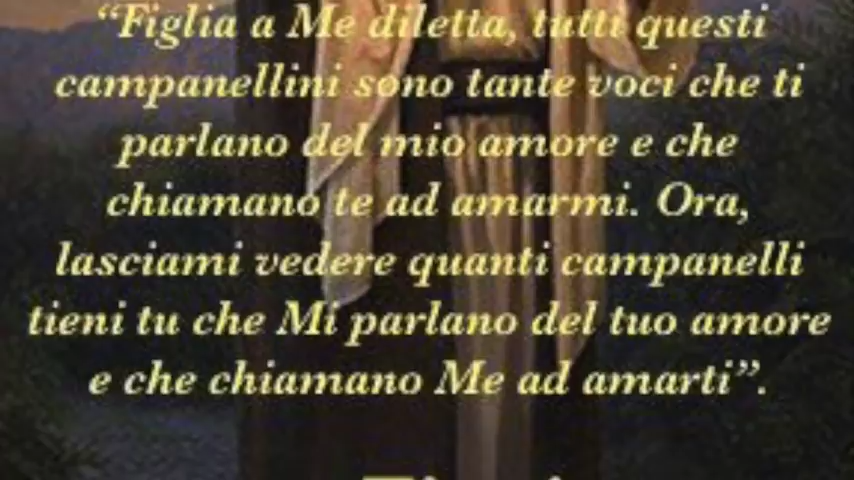 “Figlia a Me diletta, tutti questi
campanellini sono tante voci che ti
parlano del mio amore e che
chiamano te ad amarmi. Ora,
lasciami vedere quanti campanelli
tieni tu che Mi parlano del tuo amore
e che chiamano Me ad amarti”.